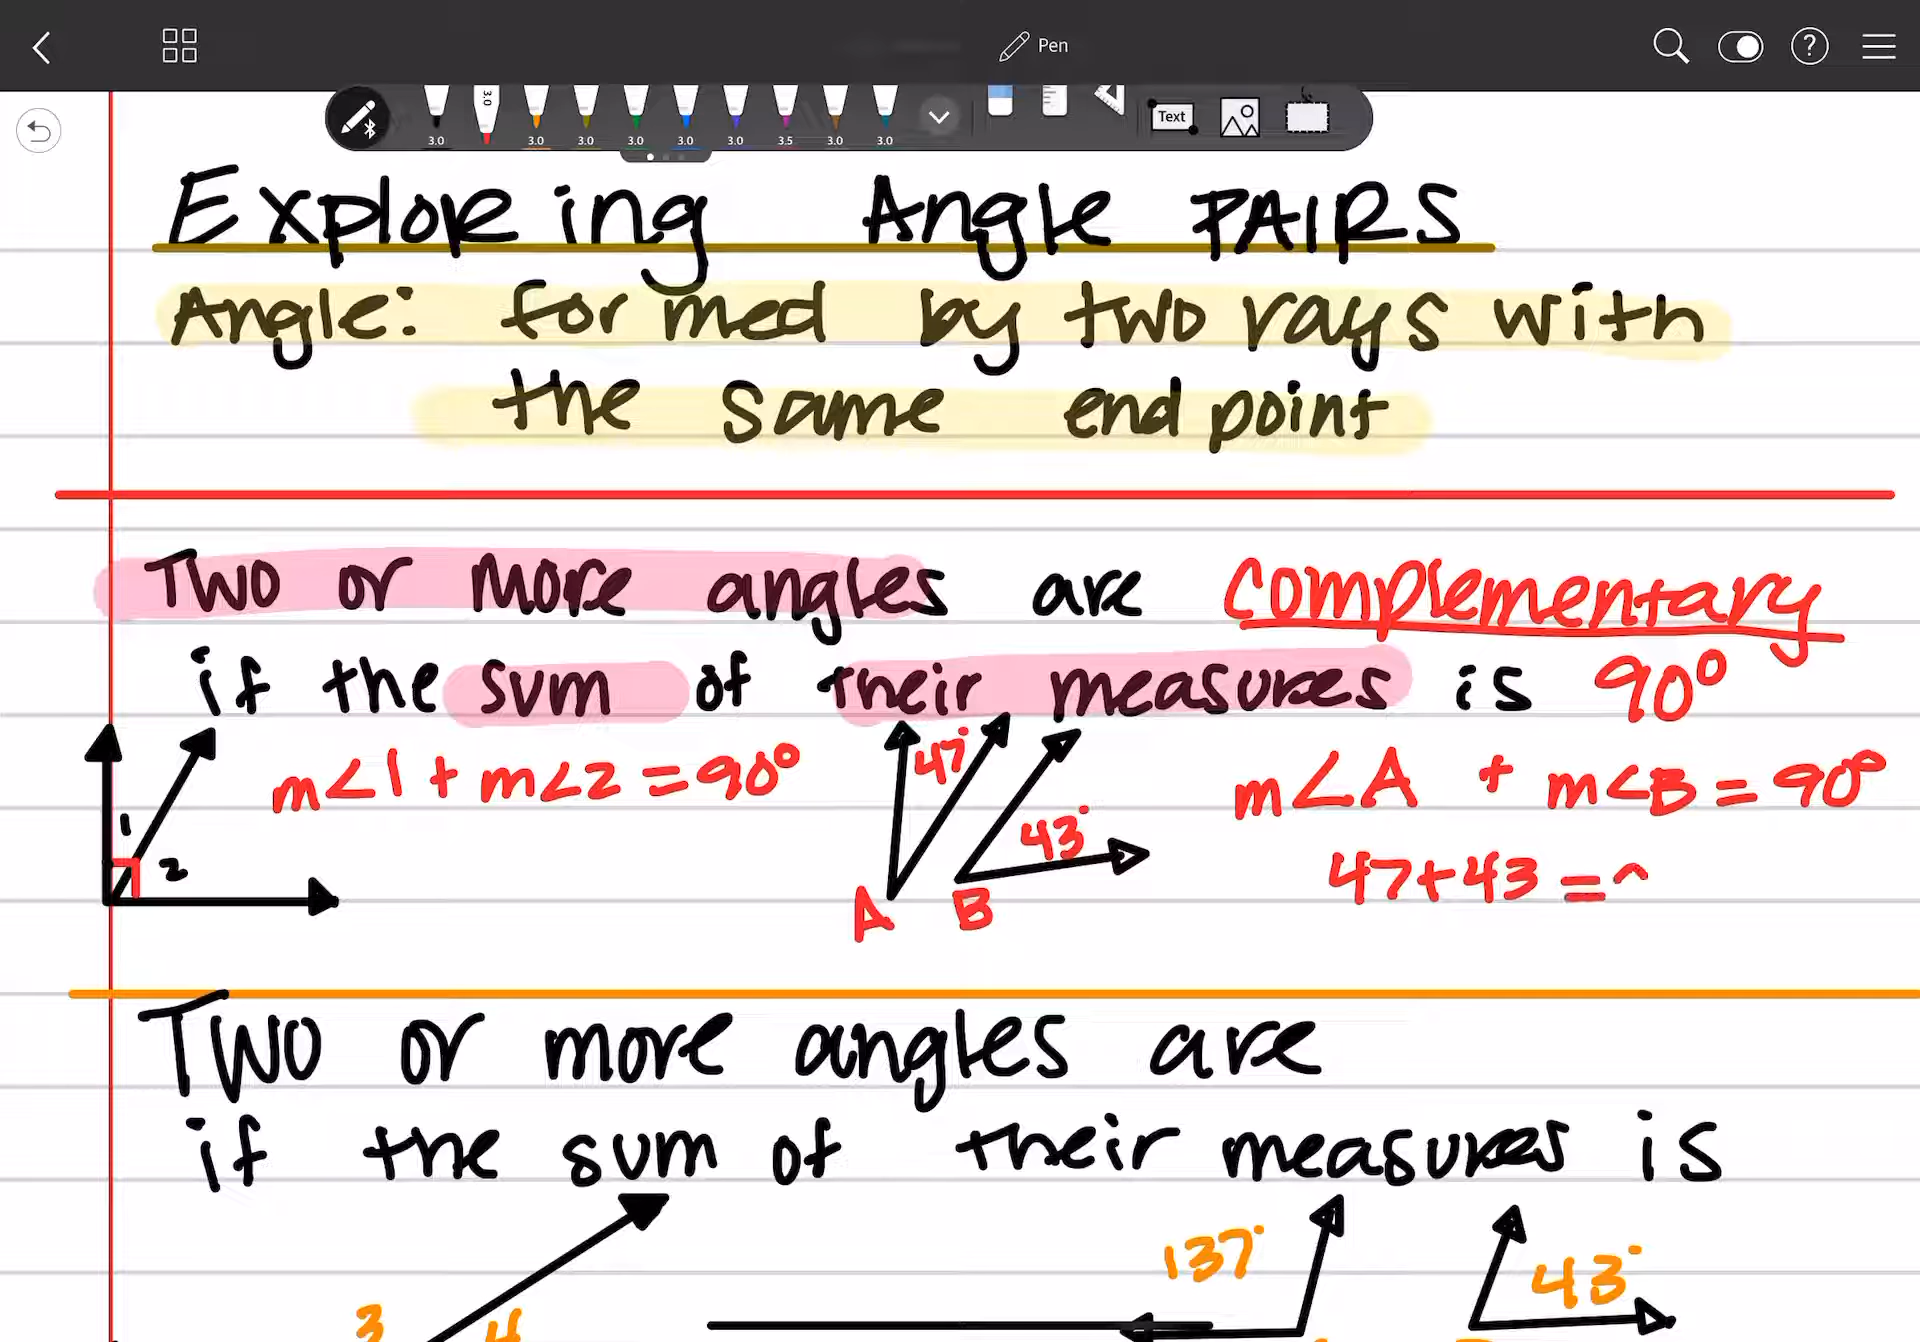 Pen
3.0 3.0 3.0 3.0 3.0 3.0 3.0 3.5 3.0 3.0 Text
Exploring Angle PAIRS
Angle: formed by two rays with
the same endpoint
Two or more angles are complementary
if the sum of their measures is 90°
m∠1 + m∠2 = 90°
1
2
47°
43°
A B
m∠A + m∠B = 90°
47+43 =
Two or more angles are
if the sum of their measures is
137°
43°
3 4